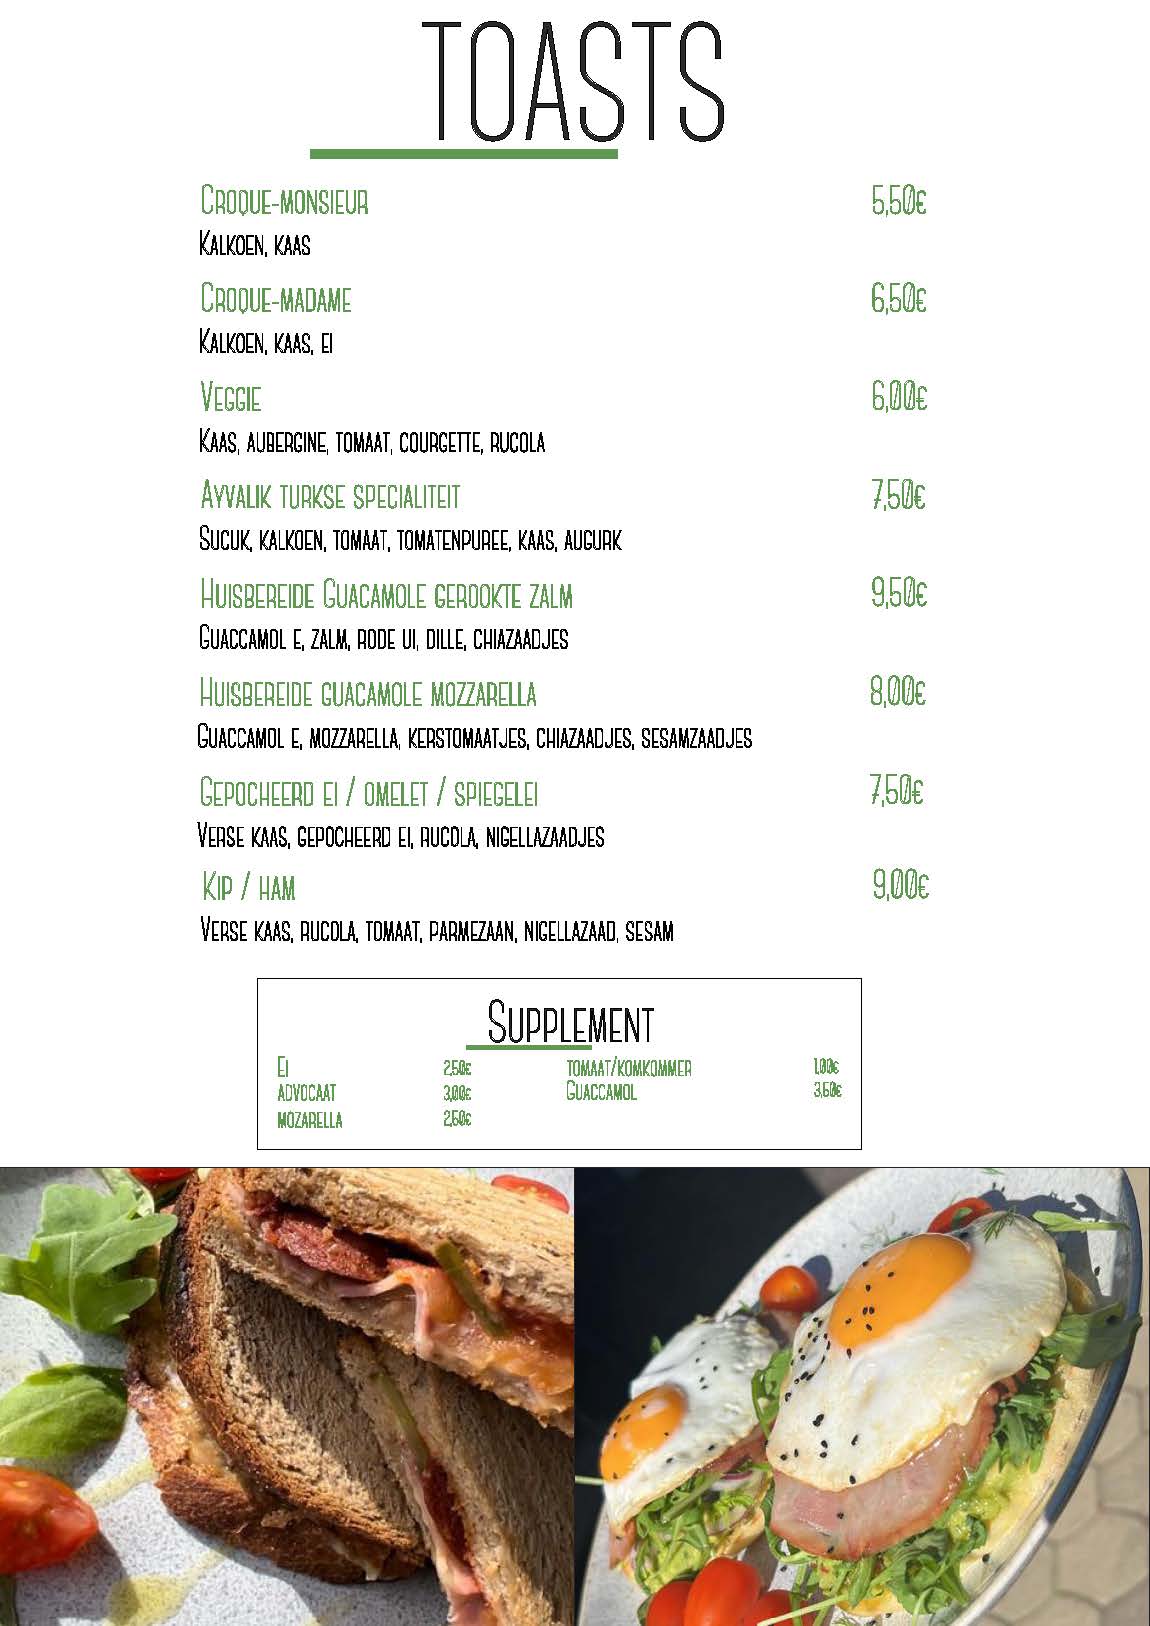 TOASTS
CROQUE-MONSIEUR 5,50€
KALKOEN, KAAS
CROQUE-MADAME 6,50€
KALKOEN, KAAS, EI
VEGGIE 6,00€
KAAS, AUBERGINE, TOMAAT, COURGETTE, RUCOLA
AYVALIK TURKSE SPECIALITEIT 7,50€
SUCUK, KALKOEN, TOMAAT, TOMATENPUREE, KAAS, AUGURK
HUISBEREIDE GUACAMOLE GEROOKTE ZALM 9,50€
GUACCAMOL E, ZALM, RODE UI, DILLE, CHIAZAADJES
HUISBEREIDE GUACAMOLE MOZZARELLA 8,00€
GUACCAMOL E, MOZZARELLA, KERSTOMAATJES, CHIAZAADJES, SESAMZAADJES
GEPOCHEERD EI / OMELET / SPIEGELEI 7,50€
VERSE KAAS, GEPOCHEERD EI, RUCOLA, NIGELLAZAADJES
KIP / HAM 9,00€
VERSE KAAS, RUCOLA, TOMAAT, PARMEZAAN, NIGELLAZAAD, SESAM
SUPPLEMENT
EI 2,50€ TOMAAT/KOMKOMMER 1,00€
ADVOCAAT 3,00€ GUACCAMOL 3,50€
MOZARELLA 2,50€